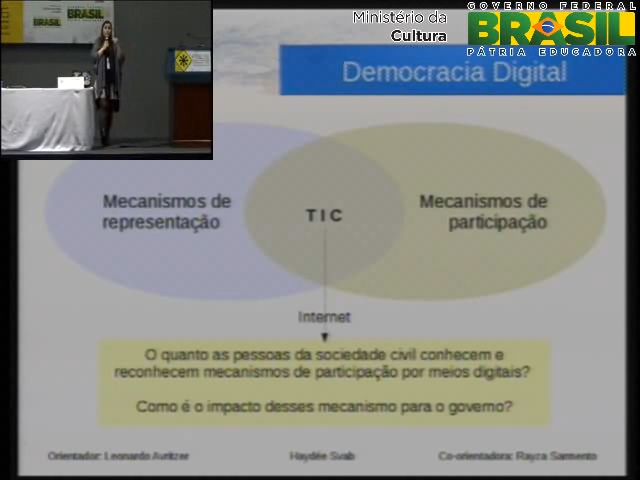 Ministério da
Cultura
GOVERNO FEDERAL
BRASIL
PÁTRIA EDUCADORA
BRASIL
Democracia Digital
Mecanismos de
representação
T I C
Mecanismos de
participação
Internet
O quanto as pessoas da sociedade civil conhecem e
reconhecem mecanismos de participação por meios digitais?
Como é o impacto desses mecanismo para o governo?
Orientador: Leonardo Avritzer
Haydée Svab
Co-orientadora: Rayza Sarmento